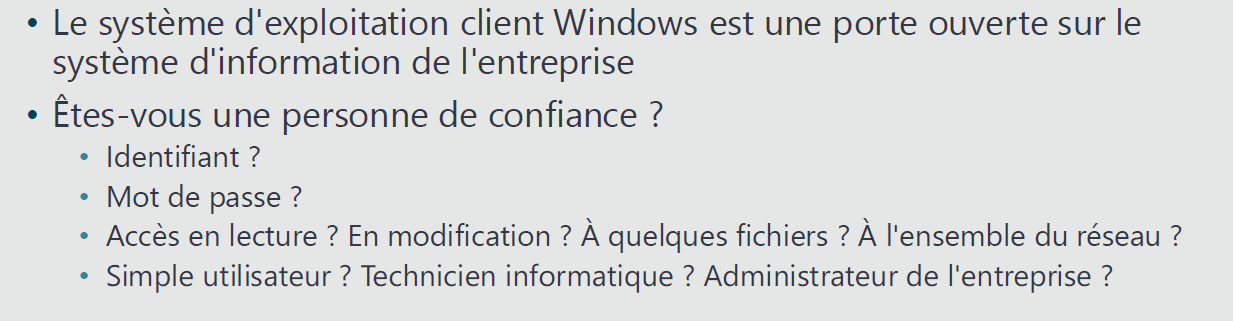 • Le système d'exploitation client Windows est une porte ouverte sur le
système d'information de l'entreprise
• Êtes-vous une personne de confiance ?
• Identifiant ?
• Mot de passe ?
• Accès en lecture ? En modification ? À quelques fichiers ? À l'ensemble du réseau ?
• Simple utilisateur ? Technicien informatique ? Administrateur de l'entreprise ?